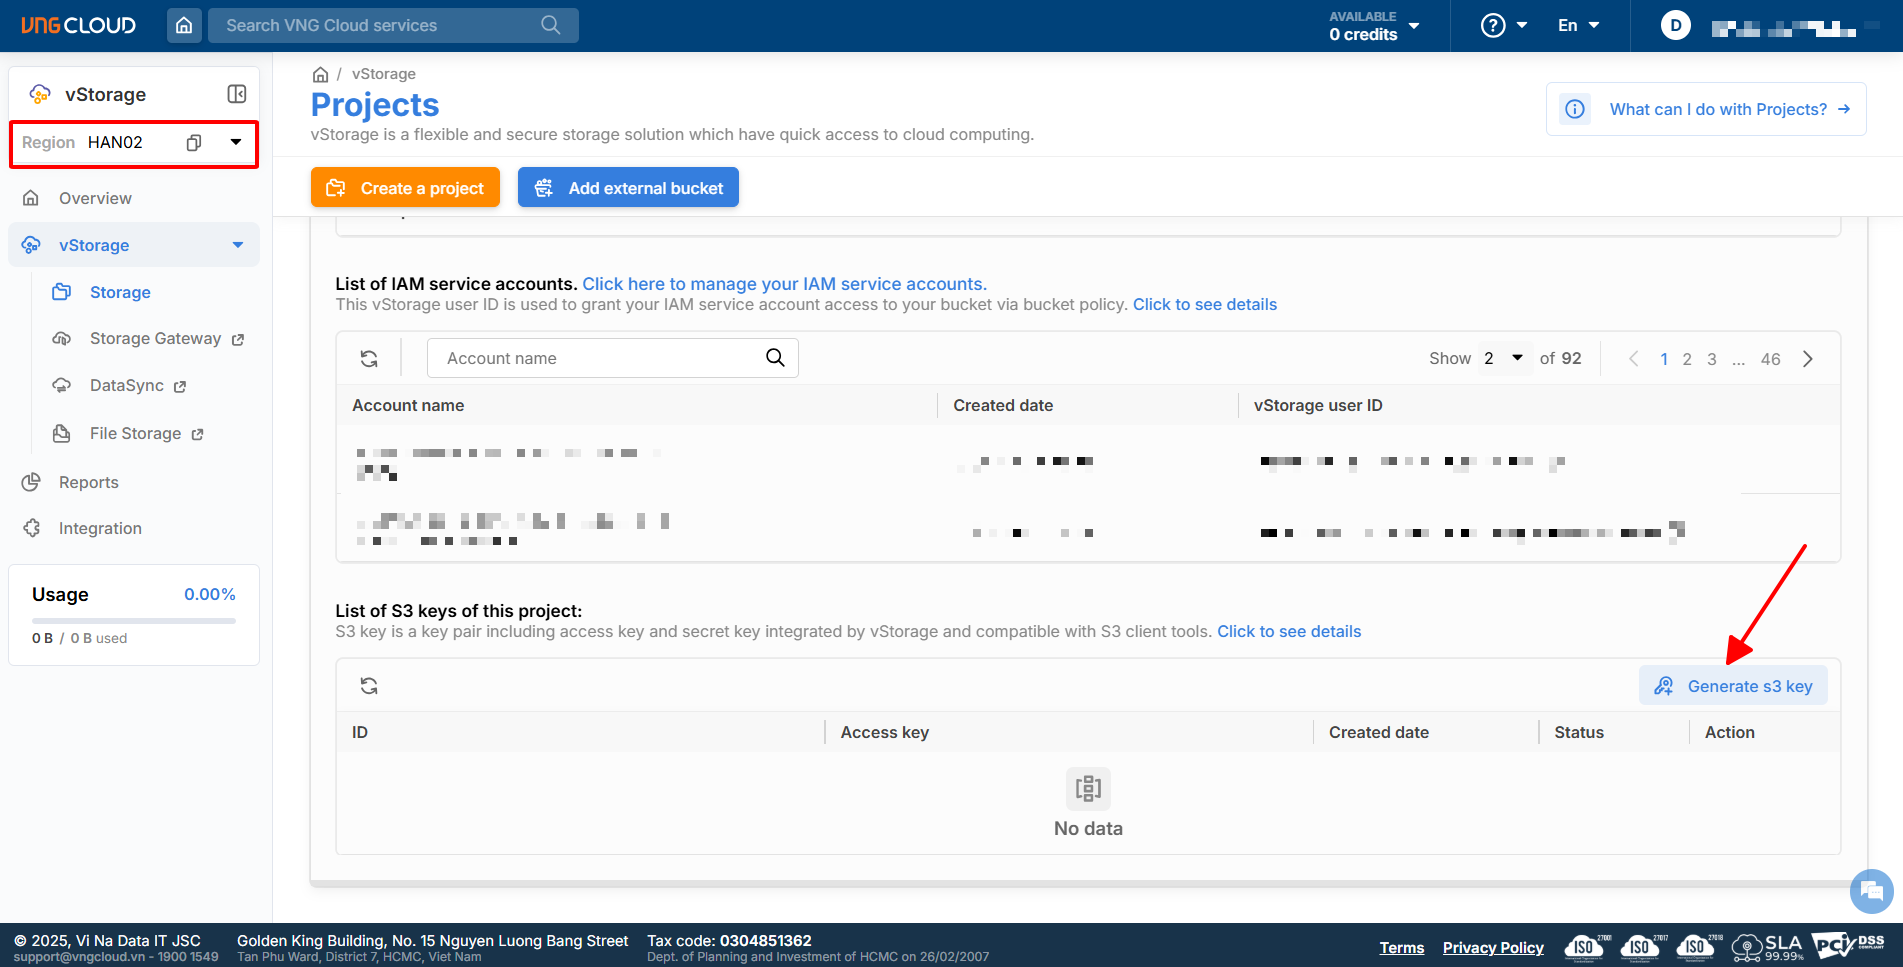 VNG CLOUD
Search VNG Cloud services
AVAILABLE
0 credits
?
En
D
vStorage
Region HAN02
Overview
vStorage
Storage
Storage Gateway
DataSync
File Storage
Reports
Integration
Usage 0.00%
0 B / 0 B used
/ vStorage
Projects
vStorage is a flexible and secure storage solution which have quick access to cloud computing.
What can I do with Projects?
Create a project
Add external bucket
List of IAM service accounts. Click here to manage your IAM service accounts.
This vStorage user ID is used to grant your IAM service account access to your bucket via bucket policy. Click to see details
Account name
Show 2 of 92
1 2 3 ... 46
Account name Created date vStorage user ID
List of S3 keys of this project:
S3 key is a key pair including access key and secret key integrated by vStorage and compatible with S3 client tools. Click to see details
Generate s3 key
ID Access key Created date Status Action
No data
© 2025, Vi Na Data IT JSC
support@vngcloud.vn - 1900 1549
Golden King Building, No. 15 Nguyen Luong Bang Street
Tan Phu Ward, District 7, HCMC, Viet Nam
Tax code: 0304851362
Dept. of Planning and Investment of HCMC on 26/02/2007
Terms
Privacy Policy
ISO 27001
ISO 27017
ISO 27018
SLA
99.99%
PCI DSS
COMPLIANT